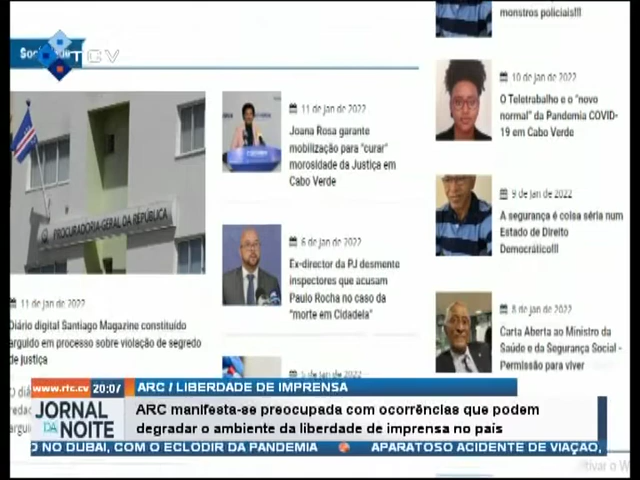 monstros policiais!!!
TCV
10 de Jan de 2022
O Teletrabalho e o "novo
normal" da Pandemia COVID-
19 em Cabo Verde
11 de Jan de 2022
Joana Rosa garante
mobilização para "curar"
morosidade da Justiça em
Cabo Verde
PROCURADORIA-GERAL DA REPÚBLICA
9 de Jan de 2022
A segurança é coisa séria num
Estado de Direito
Democrático!!!
6 de Jan de 2022
Ex-director da PJ desmente
inspectores que acusam
Paulo Rocha no caso da
"morte em Cidadela"
11 de Jan de 2022
Diário digital Santiago Magazine constituído
arguido em processo sobre violação de segredo
de justiça
8 de Jan de 2022
Carta Aberta ao Ministro da
Saúde e da Segurança Social -
Permissão para viver
www.rtc.cv 20:07 ARC / LIBERDADE DE IMPRENSA
JORNAL DA NOITE
ARC manifesta-se preocupada com ocorrências que podem
degradar o ambiente da liberdade de imprensa no país
O NO DUBAI, COM O ECLODIR DA PANDEMIA APARATOSO ACIDENTE DE VIAÇÃO,